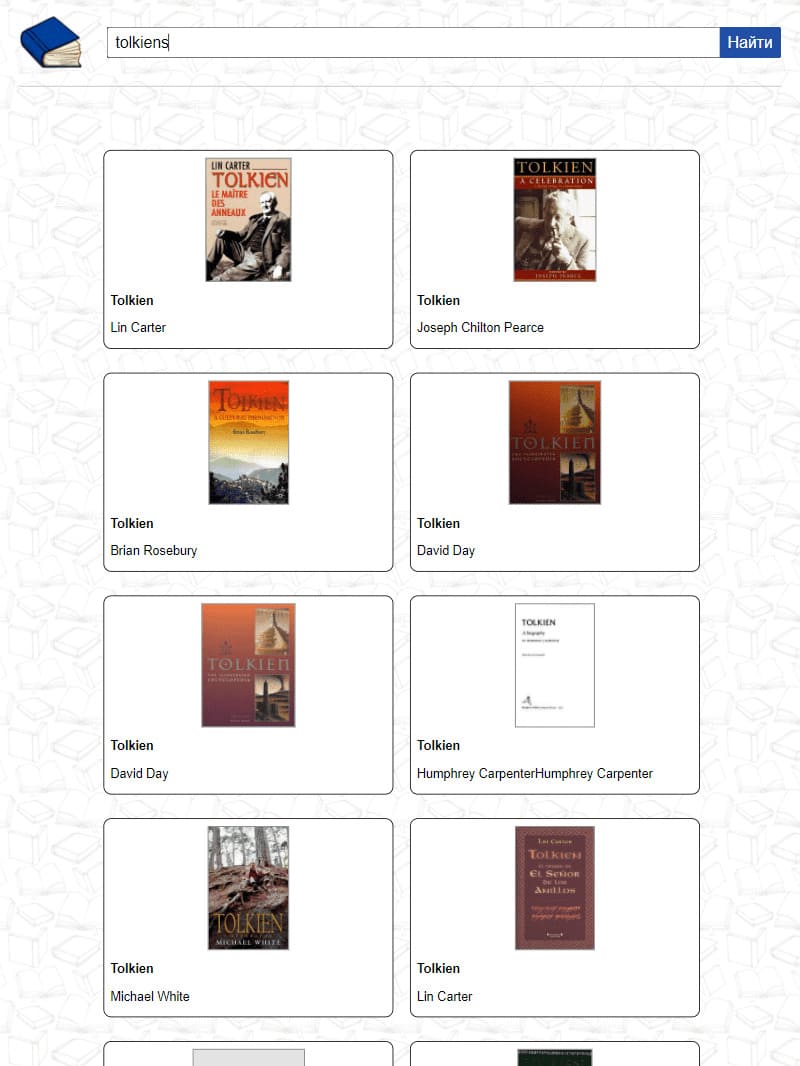 tolkiens
Найти
LIN CARTER
TOLKIEN
LE MAÎTRE
DES
ANNEAUX
Tolkien
Lin Carter
TOLKIEN
A CELEBRATION
JOSEPH PEARCE
Tolkien
Joseph Chilton Pearce
TOLKIEN
A CULTURAL PHENOMENON
Brian Rosebury
Tolkien
Brian Rosebury
TOLKIEN
THE ILLUSTRATED
ENCYCLOPEDIA
Tolkien
David Day
TOLKIEN
THE ILLUSTRATED
ENCYCLOPEDIA
Tolkien
David Day
TOLKIEN
A biography
Tolkien
Humphrey CarpenterHumphrey Carpenter
TOLKIEN
MICHAEL WHITE
Tolkien
Michael White
Lin Carter
TOLKIEN
EL SEÑOR
DE LOS
ANILLOS
Tolkien
Lin Carter